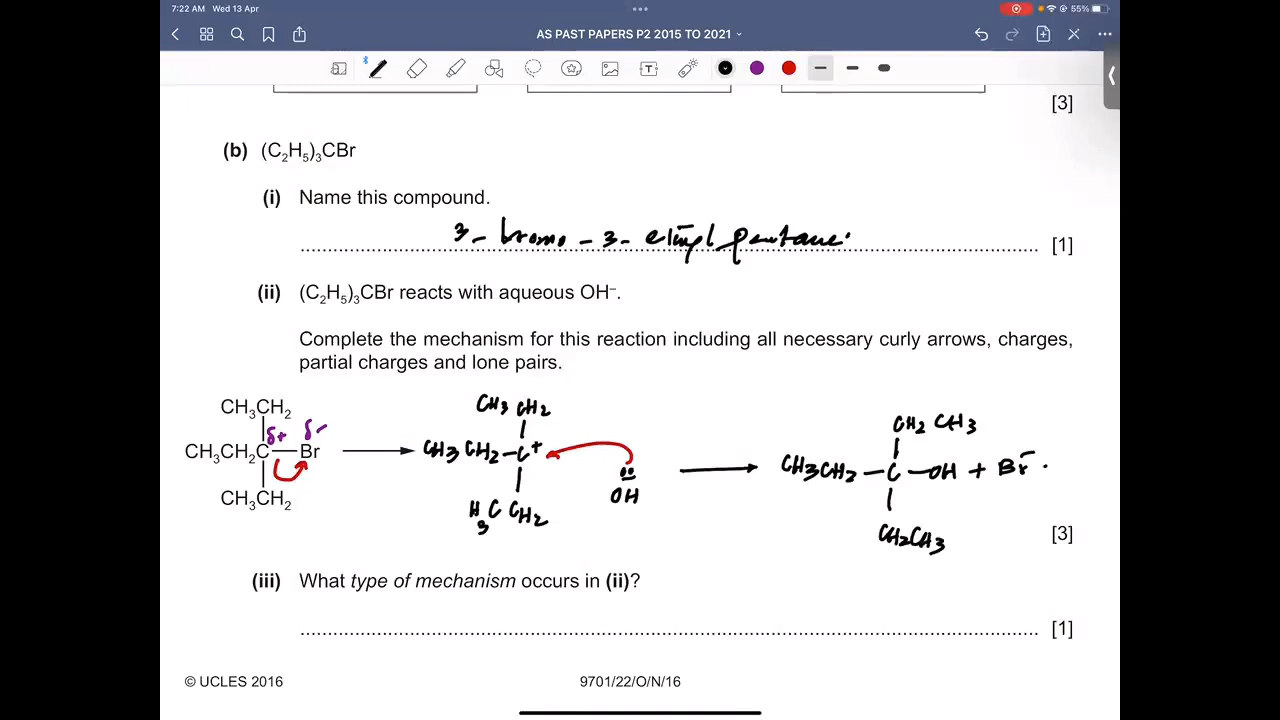 7:22 AM Wed 13 Apr
55%
AS PAST PAPERS P2 2015 TO 2021
[3]
(b) (C₂H₅)₃CBr
(i) Name this compound.
3- bromo - 3- ethyl pentane.
[1]
(ii) (C₂H₅)₃CBr reacts with aqueous OH⁻.
Complete the mechanism for this reaction including all necessary curly arrows, charges,
partial charges and lone pairs.
CH₃CH₂
δ+ δ-
CH₃CH₂C—Br
CH₃CH₂
CH₃ CH₂
CH₃ CH₂—C⁺
H₃C CH₂
OH
CH₂ CH₃
CH₃CH₂—C—OH + Br⁻.
CH₂CH₃
[3]
(iii) What type of mechanism occurs in (ii)?
[1]
© UCLES 2016
9701/22/O/N/16